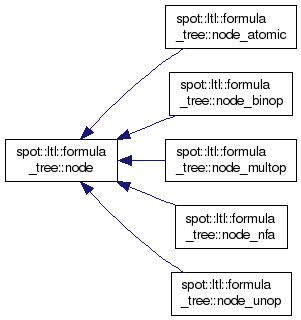 spot::ltl::formula
_tree::node_atomic
spot::ltl::formula
_tree::node_binop
spot::ltl::formula
_tree::node
spot::ltl::formula
_tree::node_multop
spot::ltl::formula
_tree::node_nfa
spot::ltl::formula
_tree::node_unop